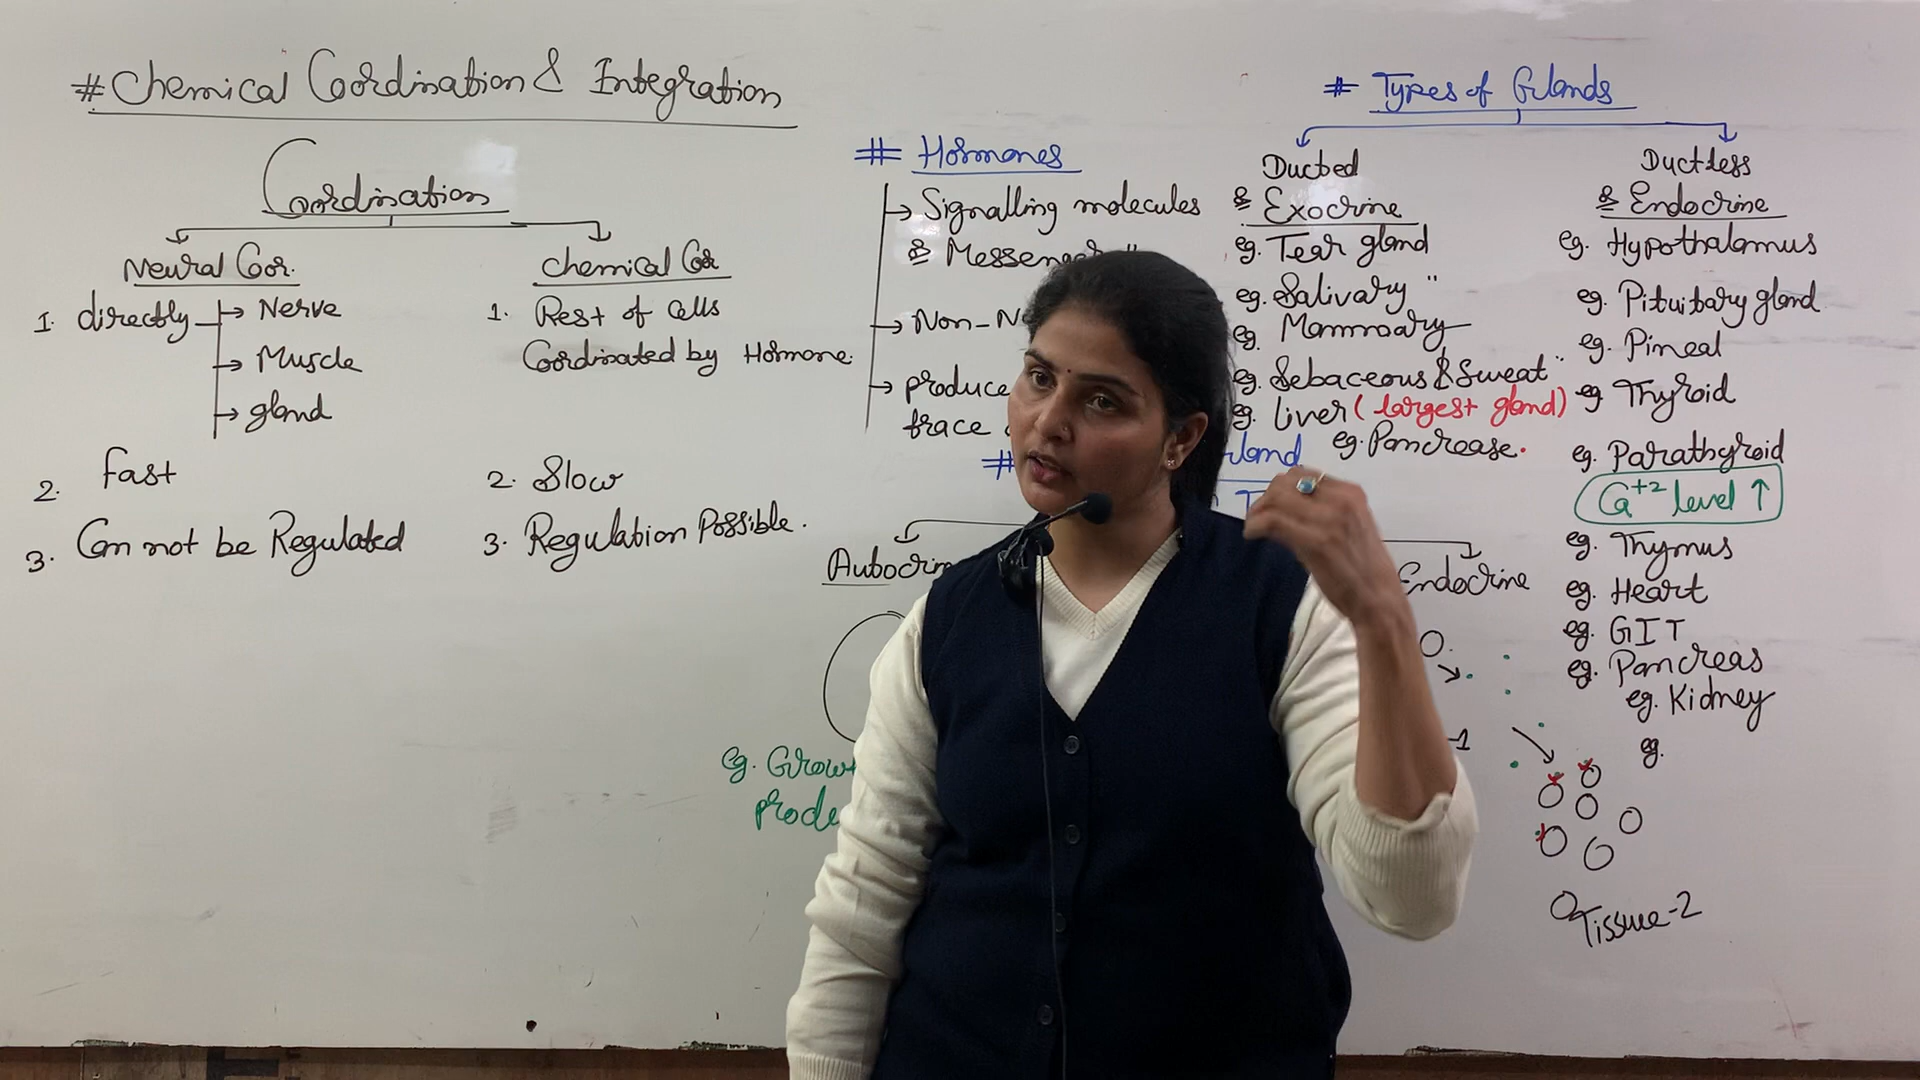 # Chemical Coordination & Integration
Coordination
Neural Cor.
1. directly → Nerve
→ Muscle
→ gland
2. fast
3. Can not be Regulated
Chemical Cor
1. Rest of Cells
Coordinated by Hormone.
2. Slow
3. Regulation Possible.
# Hormones
→ Signalling molecules
& Messenger "
→ Non-
→ produce
trace
#
gland
Autocrin
Endocrine
eg. Grow
produ
-1
Tissue-2
# Types of Glands
Ducted
& Exocrine
eg. Tear gland
eg. Salivary "
eg. Mammary
eg. Sebaceous & Sweat "
eg. liver (largest gland)
eg. Pancrease.
Ductless
& Endocrine
eg. Hypothalamus
eg. Pituitary gland
eg. Pineal
eg Thyroid
eg. Parathyroid
Ca+2 level ↑
eg. Thymus
eg. Heart
eg. GIT
eg. Pancreas
eg. Kidney
eg.